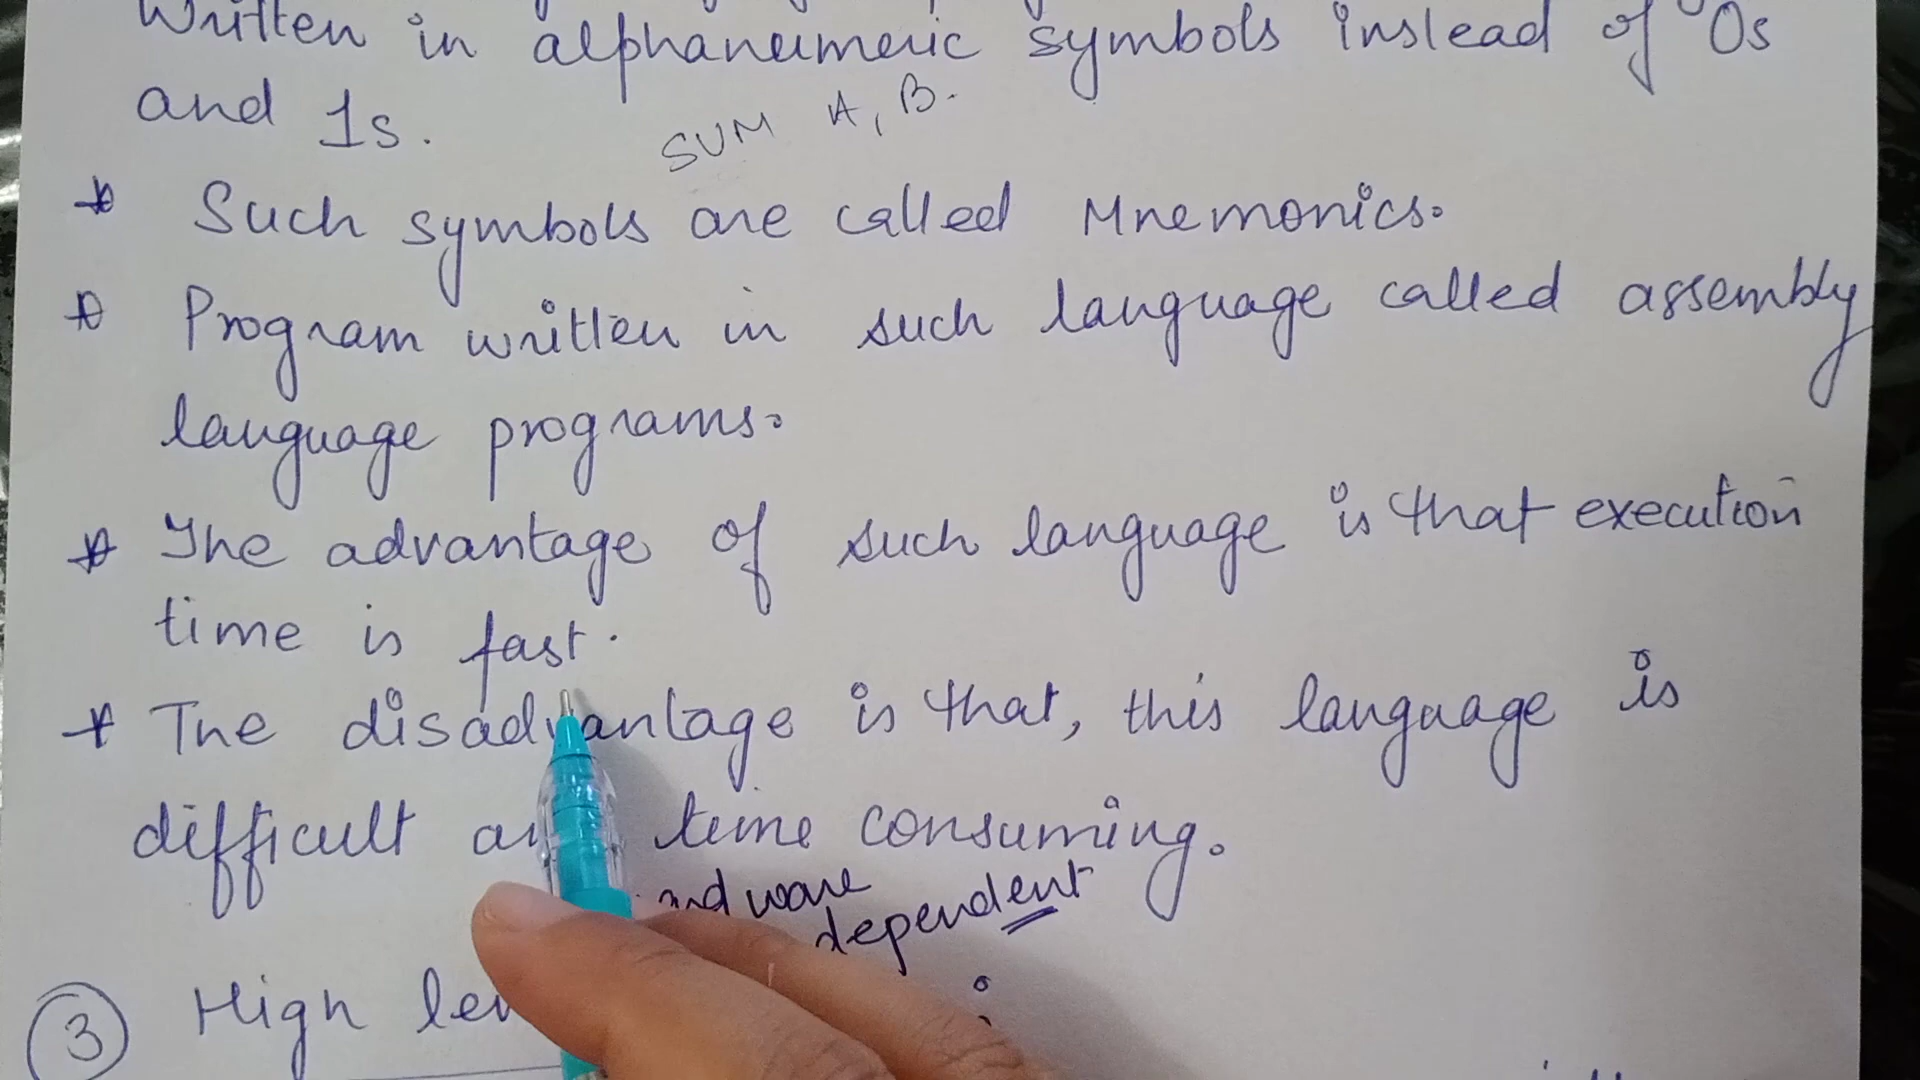 Written in alphanumeric symbols instead of 0s
and 1s.
SUM A, B.
* Such symbols are called Mnemonics.
* Program written in such language called assembly
language programs.
* The advantage of such language is that execution
time is fast.
* The disadvantage is that, this language is
difficult time consuming.
dependent
3 High